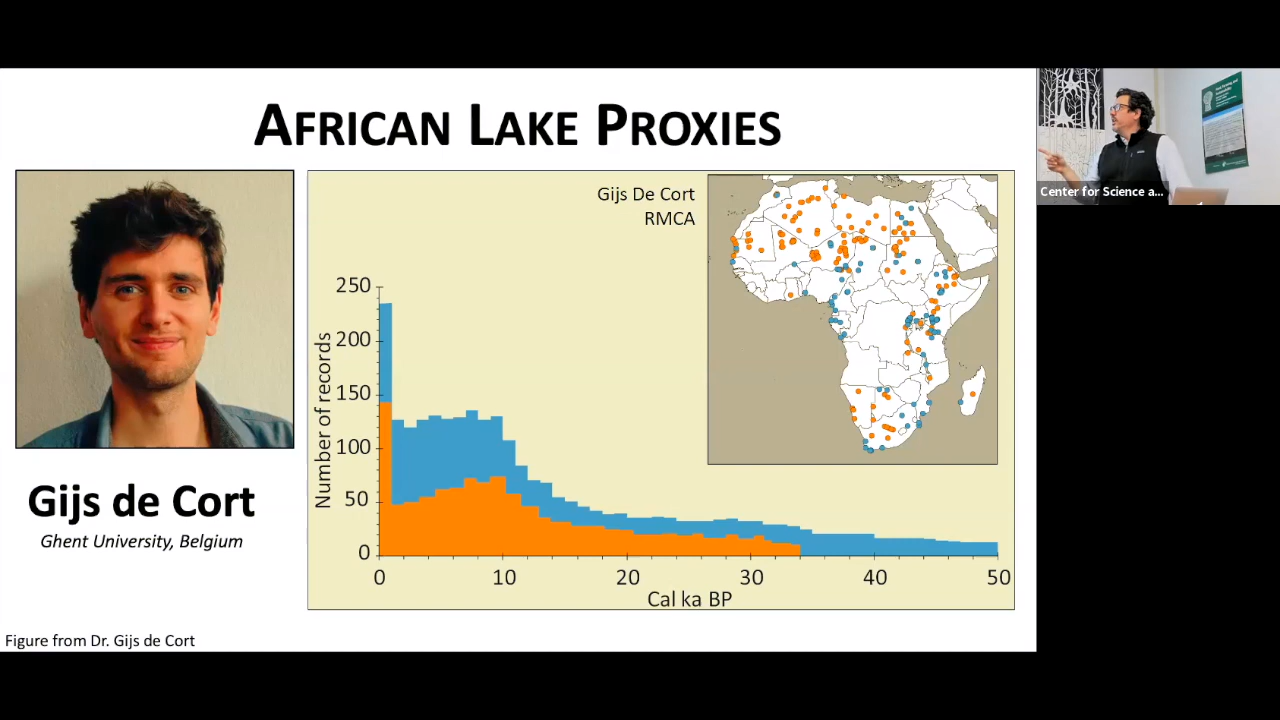 AFRICAN LAKE PROXIES
Gijs De Cort
RMCA
250
200
150
100
50
0
Number of records
0 10 20 30 40 50
Cal ka BP
Gijs de Cort
Ghent University, Belgium
Figure from Dr. Gijs de Cort
Center for Science a...